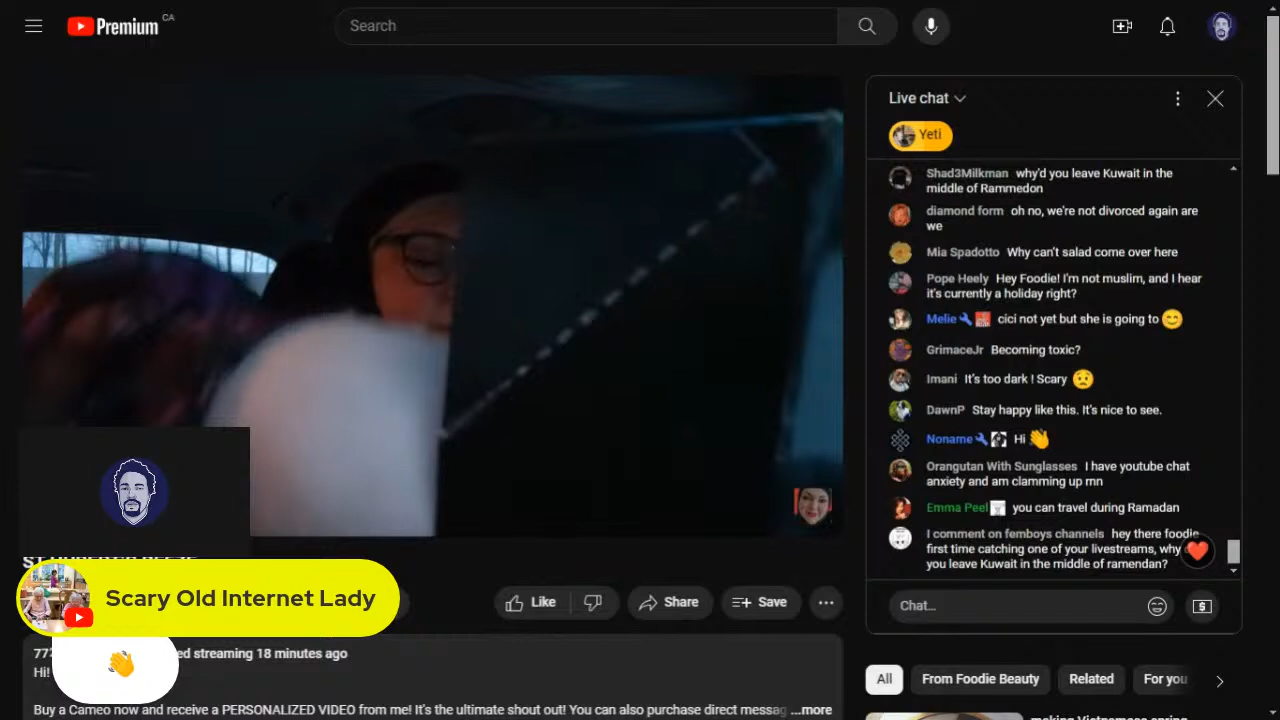 Premium CA
Search
Live chat
Yeti
Shad3Milkman why'd you leave Kuwait in the
middle of Rammedon
diamond form oh no, we're not divorced again are
we
Mia Spadotto Why can't salad come over here
Pope Heely Hey Foodie! I'm not muslim, and I hear
it's currently a holiday right?
Melie cici not yet but she is going to 😊
GrimaceJr Becoming toxic?
Imani It's too dark ! Scary 😟
DawnP Stay happy like this. It's nice to see.
Noname Hi 👋
Orangutan With Sunglasses I have youtube chat
anxiety and am clamming up rn
Emma Peel you can travel during Ramadan
I comment on femboys channels hey there foodie
first time catching one of your livestreams, why
you leave Kuwait in the middle of ramendan?
Chat...
Scary Old Internet Lady
👋
Like
Share
Save
ed streaming 18 minutes ago
Hi!
Buy a Cameo now and receive a PERSONALIZED VIDEO from me! It's the ultimate shout out! You can also purchase direct messag ...more
All
From Foodie Beauty
Related
For you
making Vietnamese spring